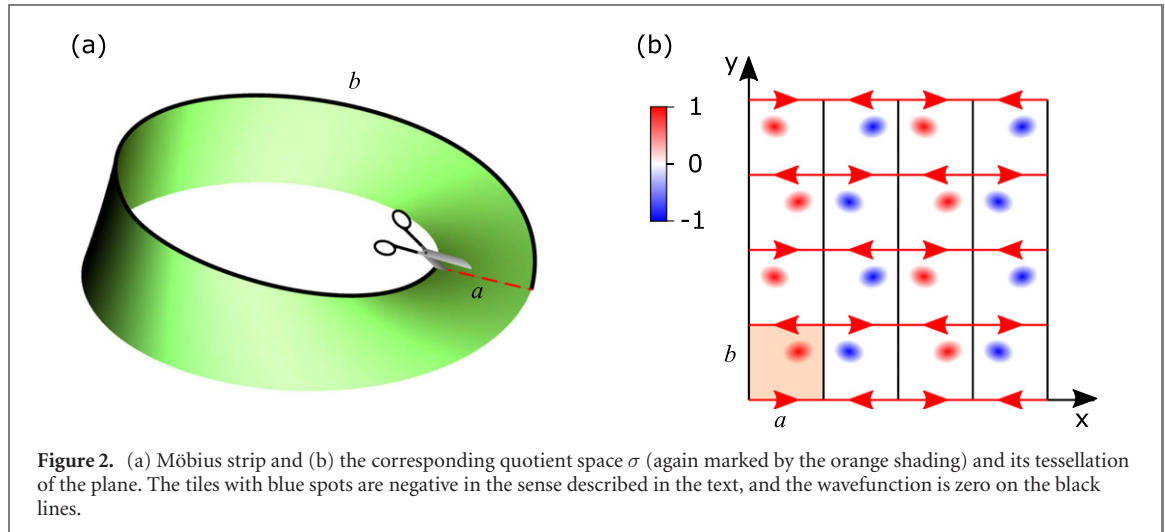 (a)
b
a
(b)
y
1
0
-1
b
a
x
Figure 2. (a) Möbius strip and (b) the corresponding quotient space σ (again marked by the orange shading) and its tessellation
of the plane. The tiles with blue spots are negative in the sense described in the text, and the wavefunction is zero on the black
lines.